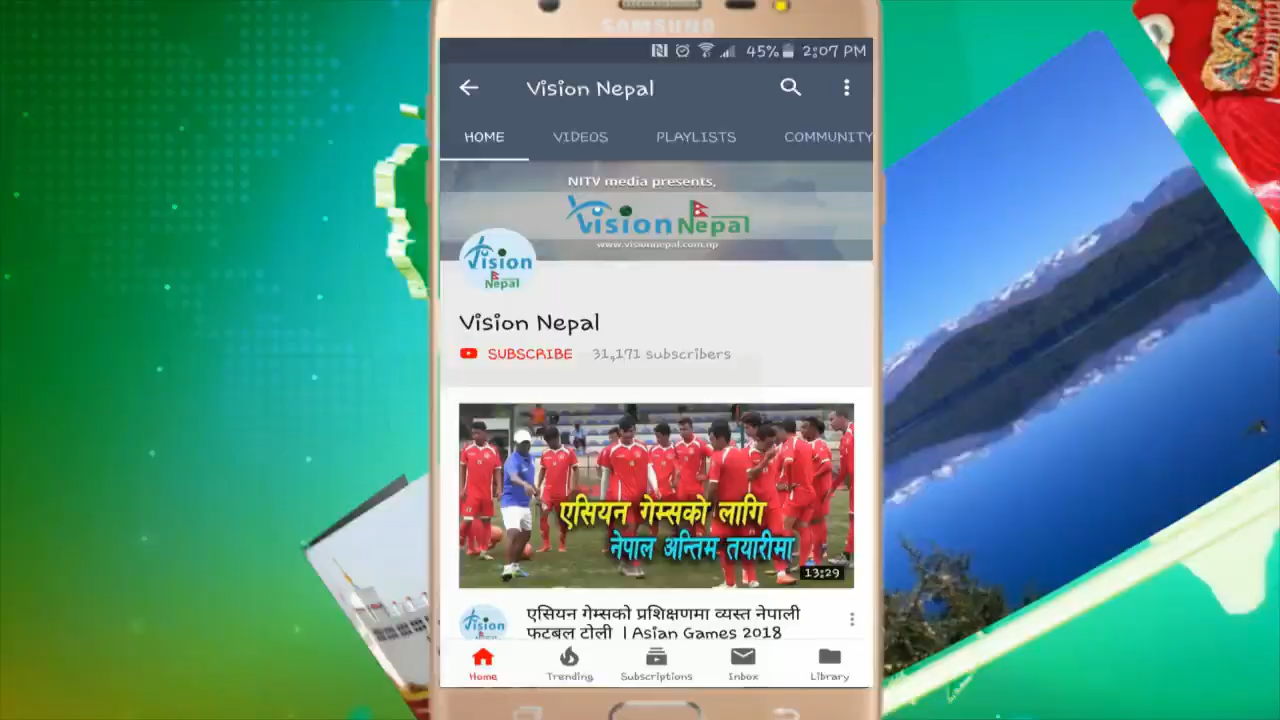 SAMSUNG
45% 2:07 PM
Vision Nepal
HOME VIDEOS PLAYLISTS COMMUNITY
NITV media presents,
Vision Nepal
www.visionnepal.com.np
Vision
Nepal
Vision Nepal
SUBSCRIBE 31,171 subscribers
एसियन गेम्सको लागि
नेपाल अन्तिम तयारीमा
13:29
एसियन गेम्सको प्रशिक्षणमा व्यस्त नेपाली
फटबल टोली | Asian Games 2018
Vision
Home Trending Subscriptions Inbox Library